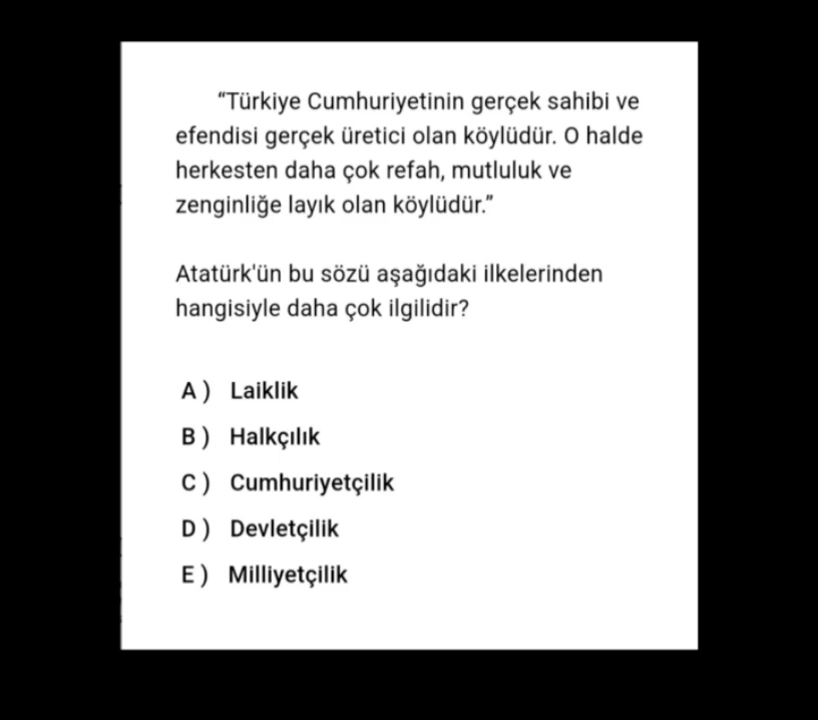 “Türkiye Cumhuriyetinin gerçek sahibi ve
efendisi gerçek üretici olan köylüdür. O halde
herkesten daha çok refah, mutluluk ve
zenginliğe layık olan köylüdür.”
Atatürk'ün bu sözü aşağıdaki ilkelerinden
hangisiyle daha çok ilgilidir?
A) Laiklik
B) Halkçılık
C) Cumhuriyetçilik
D) Devletçilik
E) Milliyetçilik